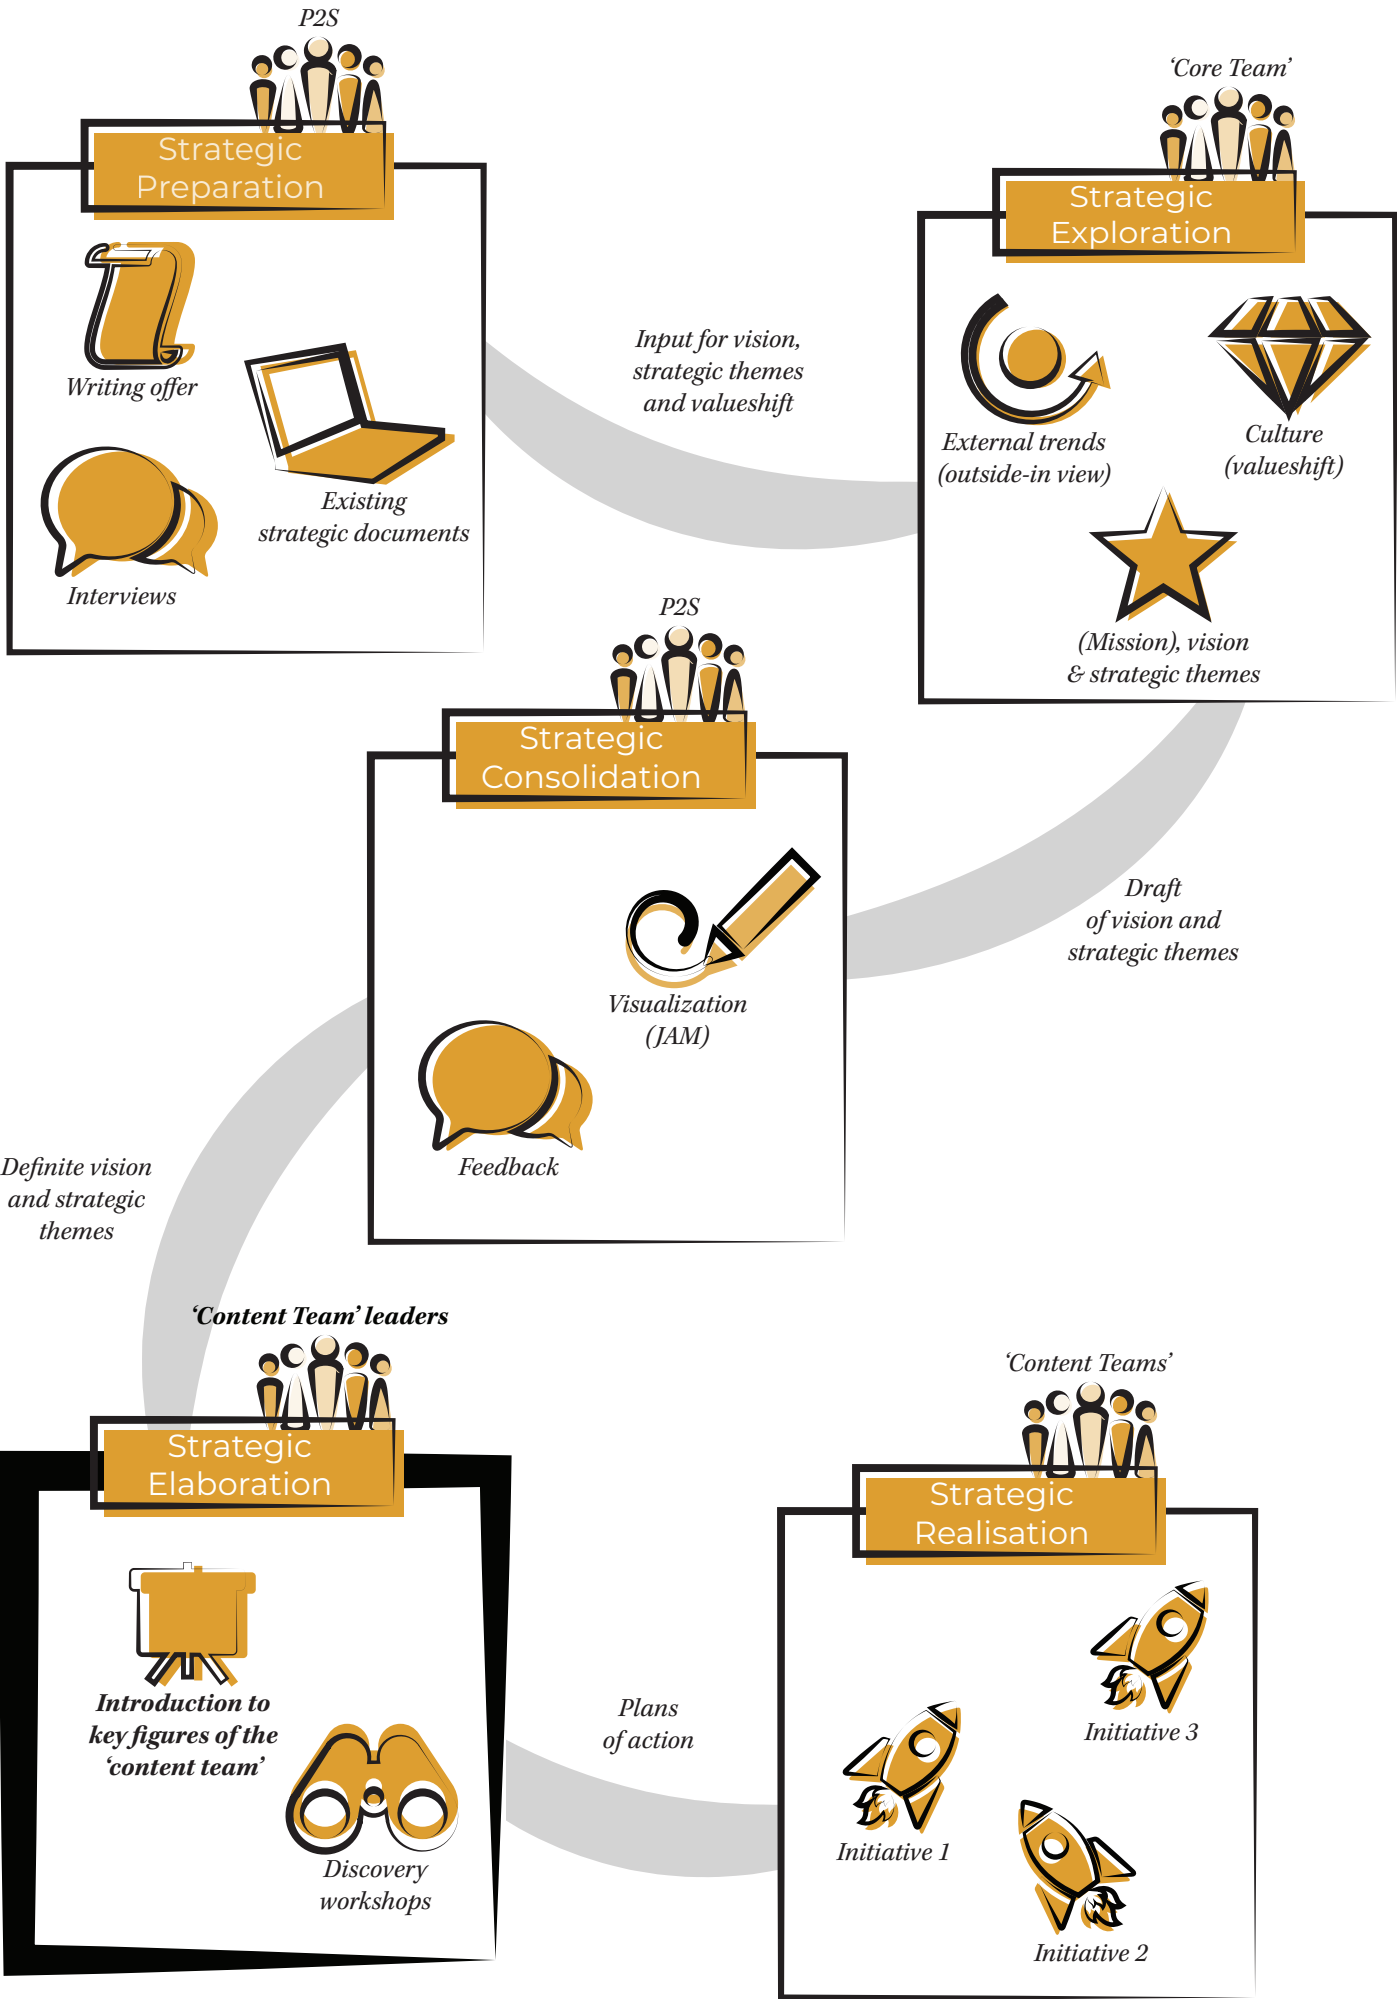 P2S
Strategic
Preparation
Writing offer
Existing
strategic documents
Interviews
Input for vision,
strategic themes
and valueshift
‘Core Team’
Strategic
Exploration
External trends
(outside-in view)
Culture
(valueshift)
(Mission), vision
& strategic themes
Draft
of vision and
strategic themes
P2S
Strategic
Consolidation
Visualization
(JAM)
Feedback
Definite vision
and strategic
themes
‘Content Team’ leaders
Strategic
Elaboration
Introduction to
key figures of the
‘content team’
Discovery
workshops
Plans
of action
‘Content Teams’
Strategic
Realisation
Initiative 3
Initiative 1
Initiative 2